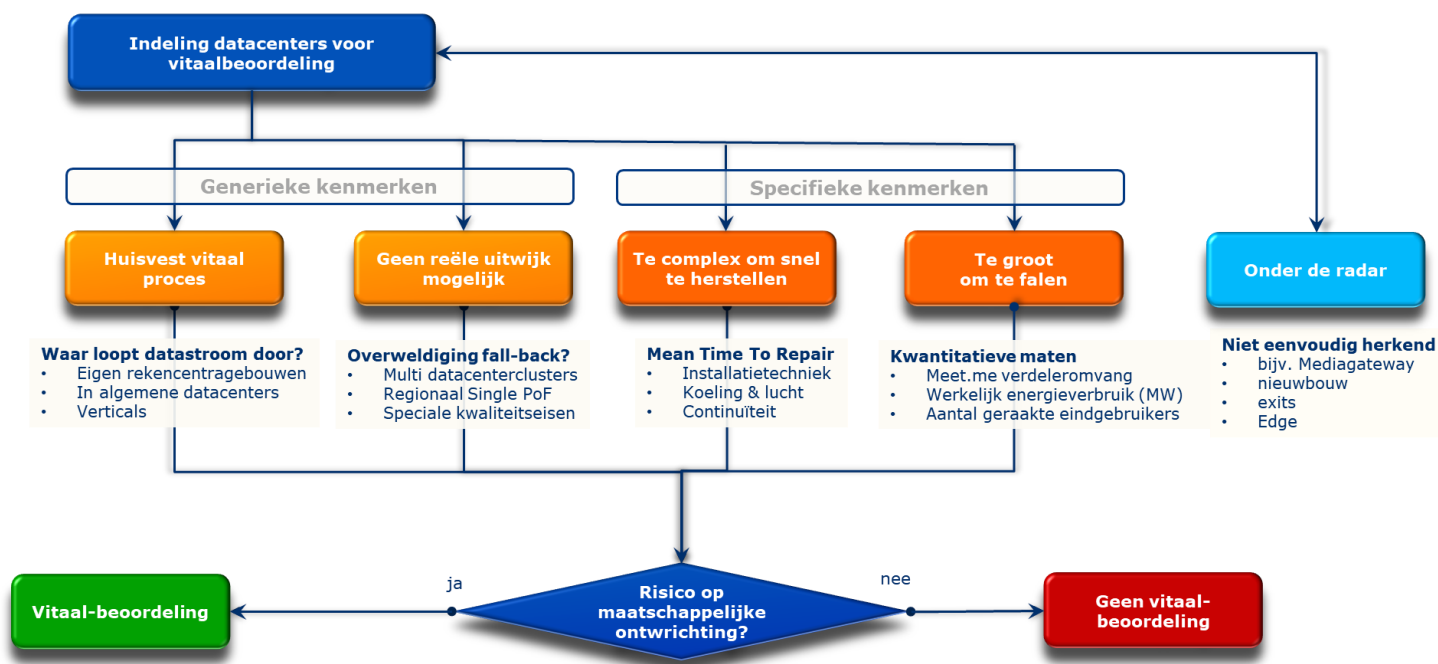 Indeling datacenters voor
vitaalbeoordeling
Generieke kenmerken
Specifieke kenmerken
Huisvest vitaal
proces
Geen reële uitwijk
mogelijk
Te complex om snel
te herstellen
Te groot
om te falen
Onder de radar
Waar loopt datastroom door?
• Eigen rekencentragebouwen
• In algemene datacenters
• Verticals
Overweldiging fall-back?
• Multi datacenterclusters
• Regionaal Single PoF
• Speciale kwaliteitseisen
Mean Time To Repair
• Installatietechniek
• Koeling & lucht
• Continuïteit
Kwantitatieve maten
• Meet.me verdeleromvang
• Werkelijk energieverbruik (MW)
• Aantal geraakte eindgebruikers
Niet eenvoudig herkend
• bijv. Mediagateway
• nieuwbouw
• exits
• Edge
ja
nee
Vitaal-beoordeling
Risico op
maatschappelijke
ontwrichting?
Geen vitaal-
beoordeling